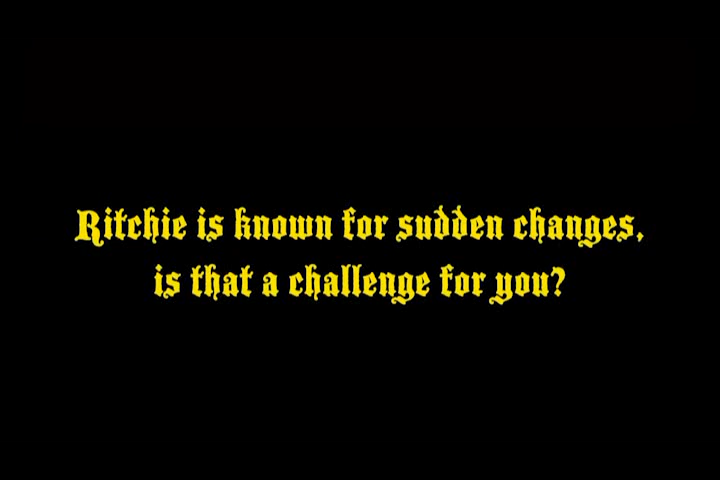 Ritchie is known for sudden changes,
is that a challenge for you?